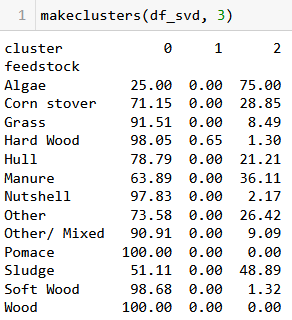 1 makeclusters(df_svd, 3)
cluster 0 1 2
feedstock
Algae 25.00 0.00 75.00
Corn stover 71.15 0.00 28.85
Grass 91.51 0.00 8.49
Hard Wood 98.05 0.65 1.30
Hull 78.79 0.00 21.21
Manure 63.89 0.00 36.11
Nutshell 97.83 0.00 2.17
Other 73.58 0.00 26.42
Other/ Mixed 90.91 0.00 9.09
Pomace 100.00 0.00 0.00
Sludge 51.11 0.00 48.89
Soft Wood 98.68 0.00 1.32
Wood 100.00 0.00 0.00